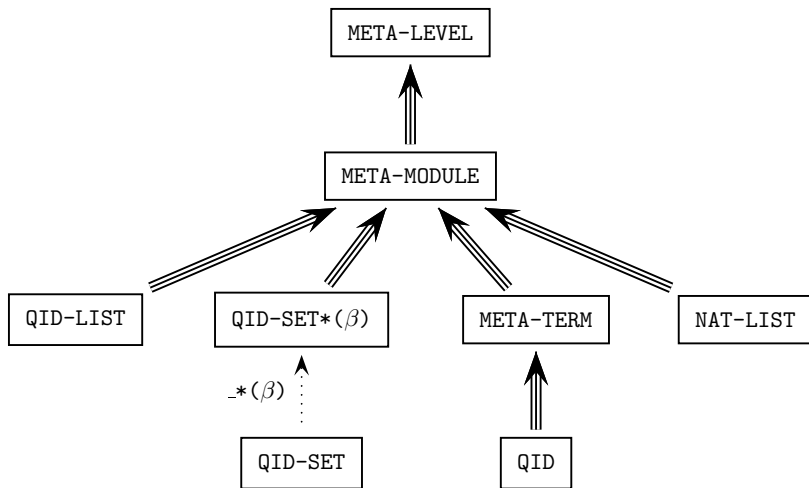 META-LEVEL
META-MODULE
QID-LIST
QID-SET*(β)
META-TERM
NAT-LIST
_*(β)
QID-SET
QID